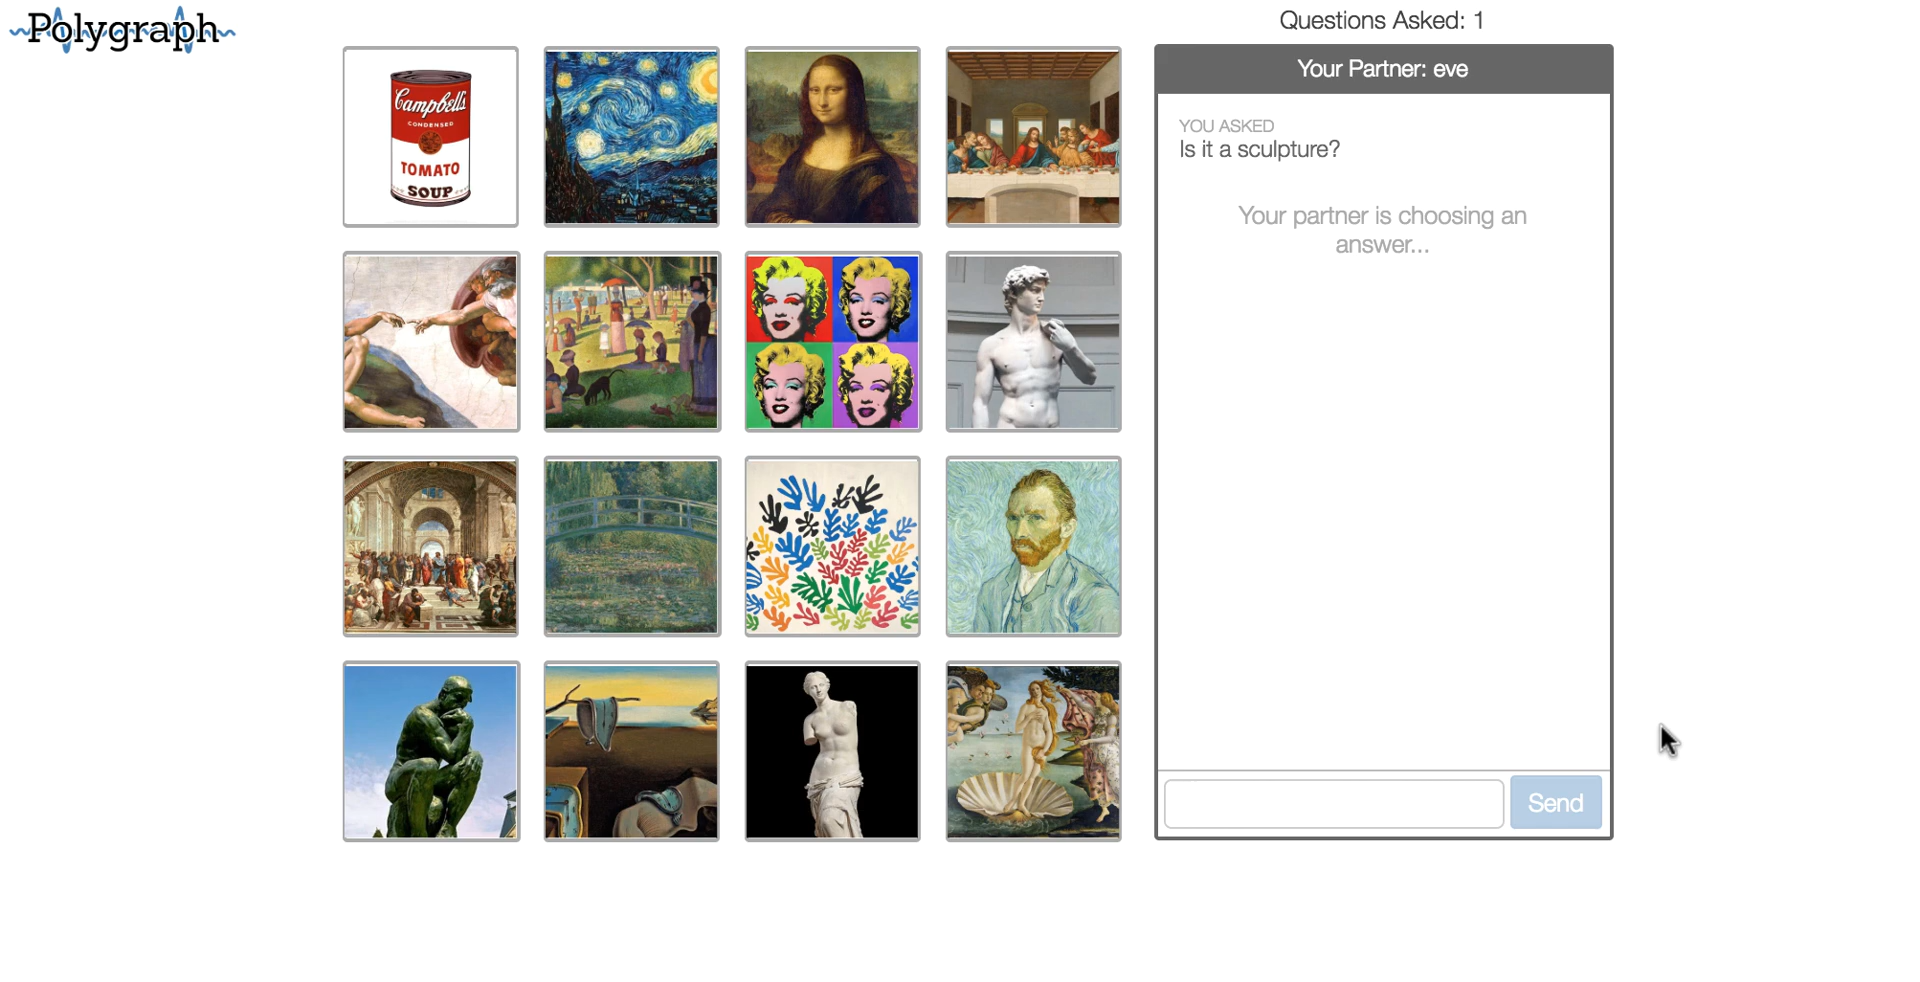 Polygraph
Questions Asked: 1
Campbell's
CONDENSED
TOMATO
SOUP
Your Partner: eve
YOU ASKED
Is it a sculpture?
Your partner is choosing an
answer...
Send